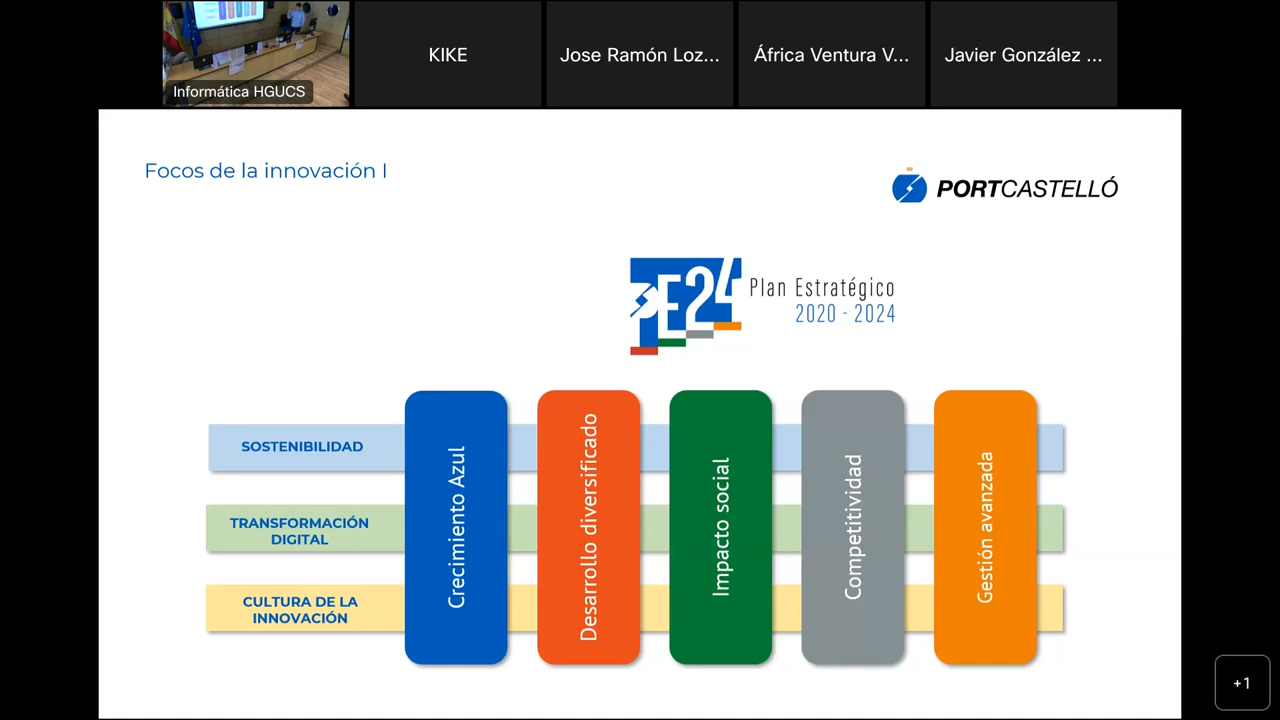 Informática HGUCS
KIKE
Jose Ramón Loz...
África Ventura V...
Javier González ...
Focos de la innovación I
PORTCASTELLÓ
PE24
Plan Estratégico
2020 - 2024
SOSTENIBILIDAD
TRANSFORMACIÓN
DIGITAL
CULTURA DE LA
INNOVACIÓN
Crecimiento Azul
Desarrollo diversificado
Impacto social
Competitividad
Gestión avanzada
+1